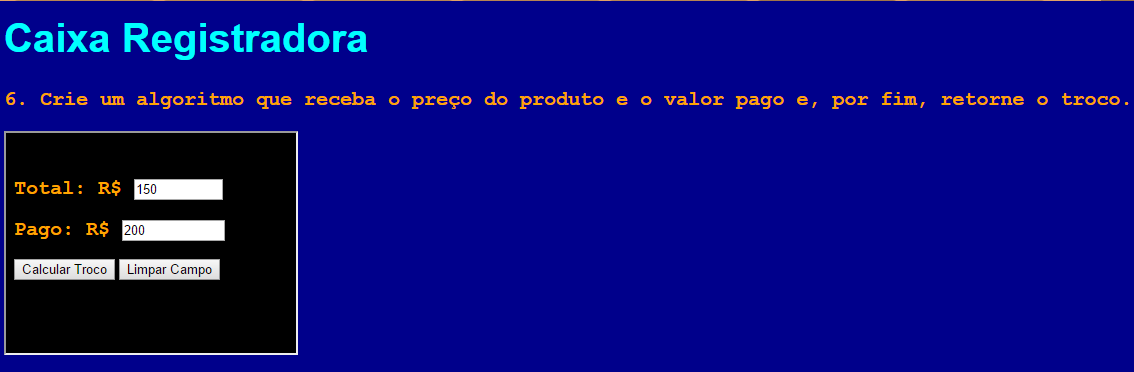 Caixa Registradora
6. Crie um algoritmo que receba o preço do produto e o valor pago e, por fim, retorne o troco.
Total: R$ 150
Pago: R$ 200
Calcular Troco Limpar Campo